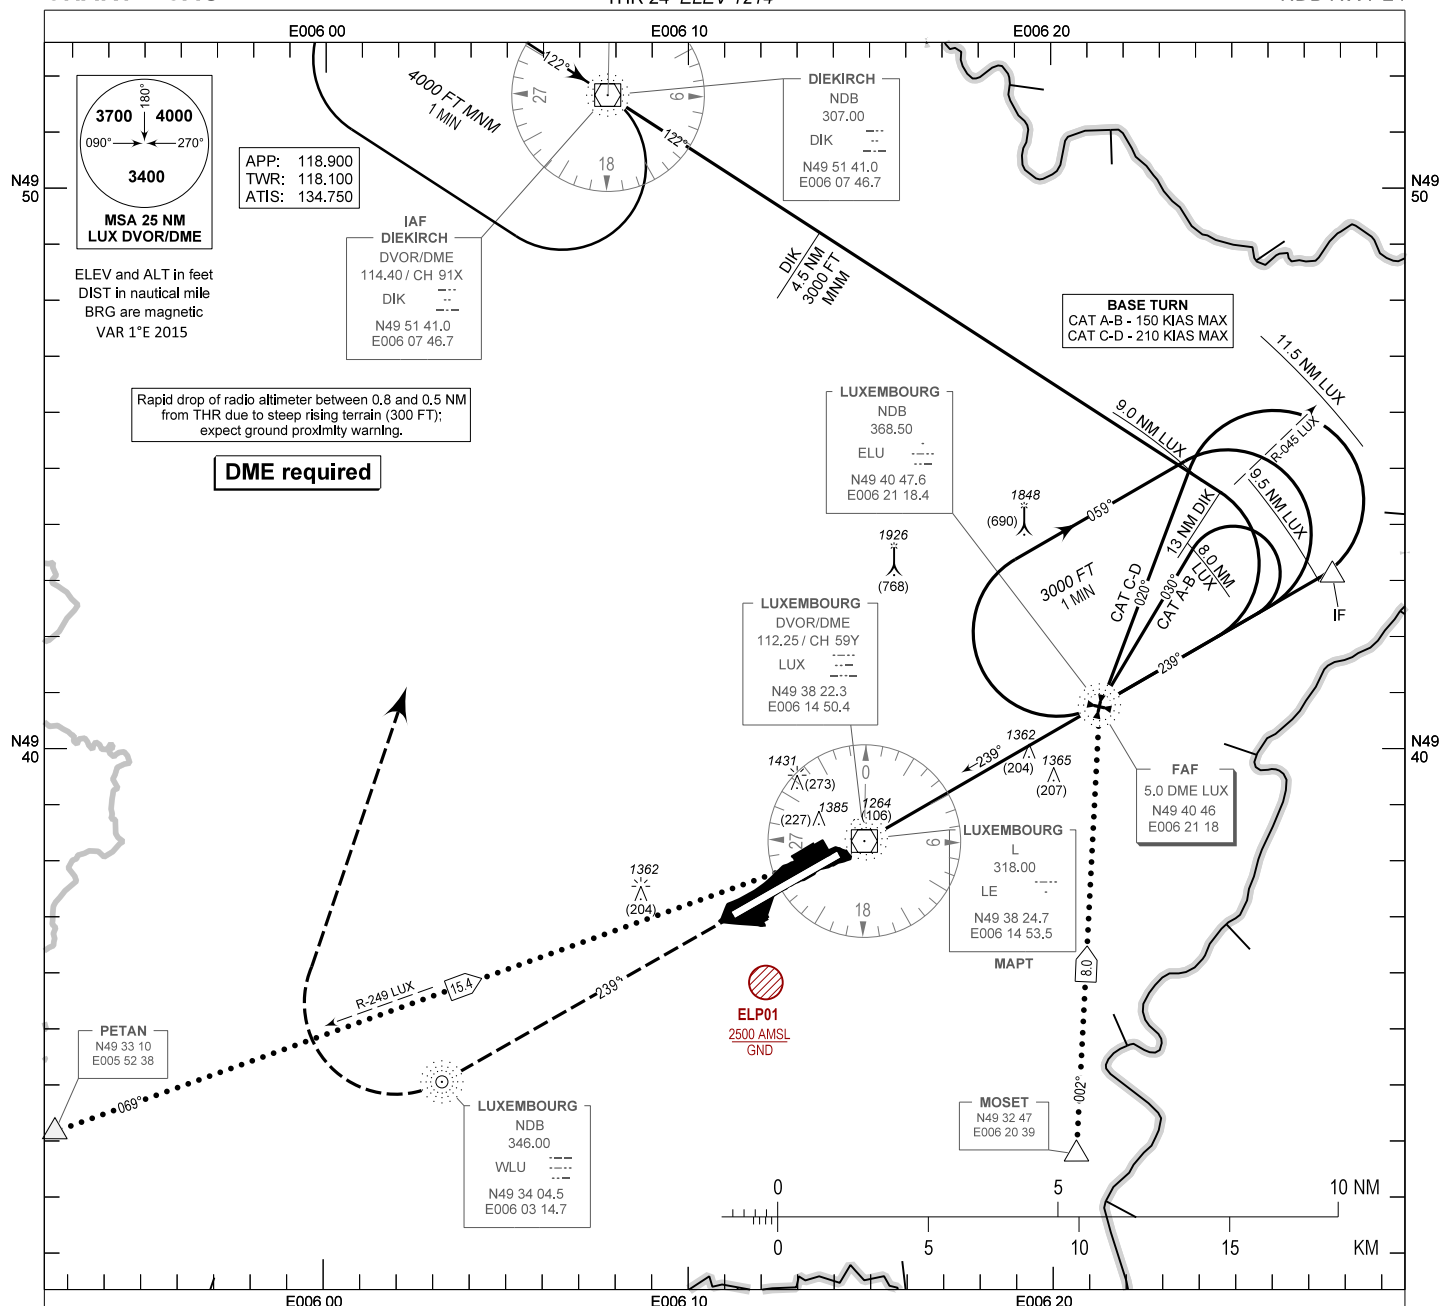 THR 24 ELEV 1214
E006 00
E006 10
E006 20
N49
50
N49
50
N49
40
N49
40
3700
4000
3400
180°
090°
270°
MSA 25 NM
LUX DVOR/DME
APP: 118.900
TWR: 118.100
ATIS: 134.750
ELEV and ALT in feet
DIST in nautical mile
BRG are magnetic
VAR 1°E 2015
Rapid drop of radio altimeter between 0.8 and 0.5 NM
from THR due to steep rising terrain (300 FT);
expect ground proximity warning.
DME required
122°
4000 FT MNM
1 MIN
27
9
18
122°
DIEKIRCH
NDB
307.00
DIK
N49 51 41.0
E006 07 46.7
IAF
DIEKIRCH
DVOR/DME
114.40 / CH 91X
DIK
N49 51 41.0
E006 07 46.7
DIK
4.5 NM
3000 FT
MNM
BASE TURN
CAT A-B - 150 KIAS MAX
CAT C-D - 210 KIAS MAX
11.5 NM LUX
R-045 LUX
9.0 NM LUX
9.5 NM LUX
13 NM DIK
8.0 NM
LUX
LUXEMBOURG
NDB
368.50
ELU
N49 40 47.6
E006 21 18.4
1848
(690)
059°
1926
(768)
3000 FT
1 MIN
CAT C-D
020°
030°
CAT A-B
IF
239°
LUXEMBOURG
DVOR/DME
112.25 / CH 59Y
LUX
N49 38 22.3
E006 14 50.4
239°
1362
(204)
1365
(207)
FAF
5.0 DME LUX
N49 40 46
E006 21 18
1431
(273)
1385
(227)
1264
(106)
0
27
9
18
LUXEMBOURG
L
318.00
LE
N49 38 24.7
E006 14 53.5
MAPT
1362
(204)
239°
R-249 LUX
15.4
8.0
ELP01
2500 AMSL
GND
PETAN
N49 33 10
E005 52 38
069°
LUXEMBOURG
NDB
346.00
WLU
N49 34 04.5
E006 03 14.7
002°
MOSET
N49 32 47
E006 20 39
0
5
10 NM
0
5
10
15
KM
E006 00
E006 10
E006 20